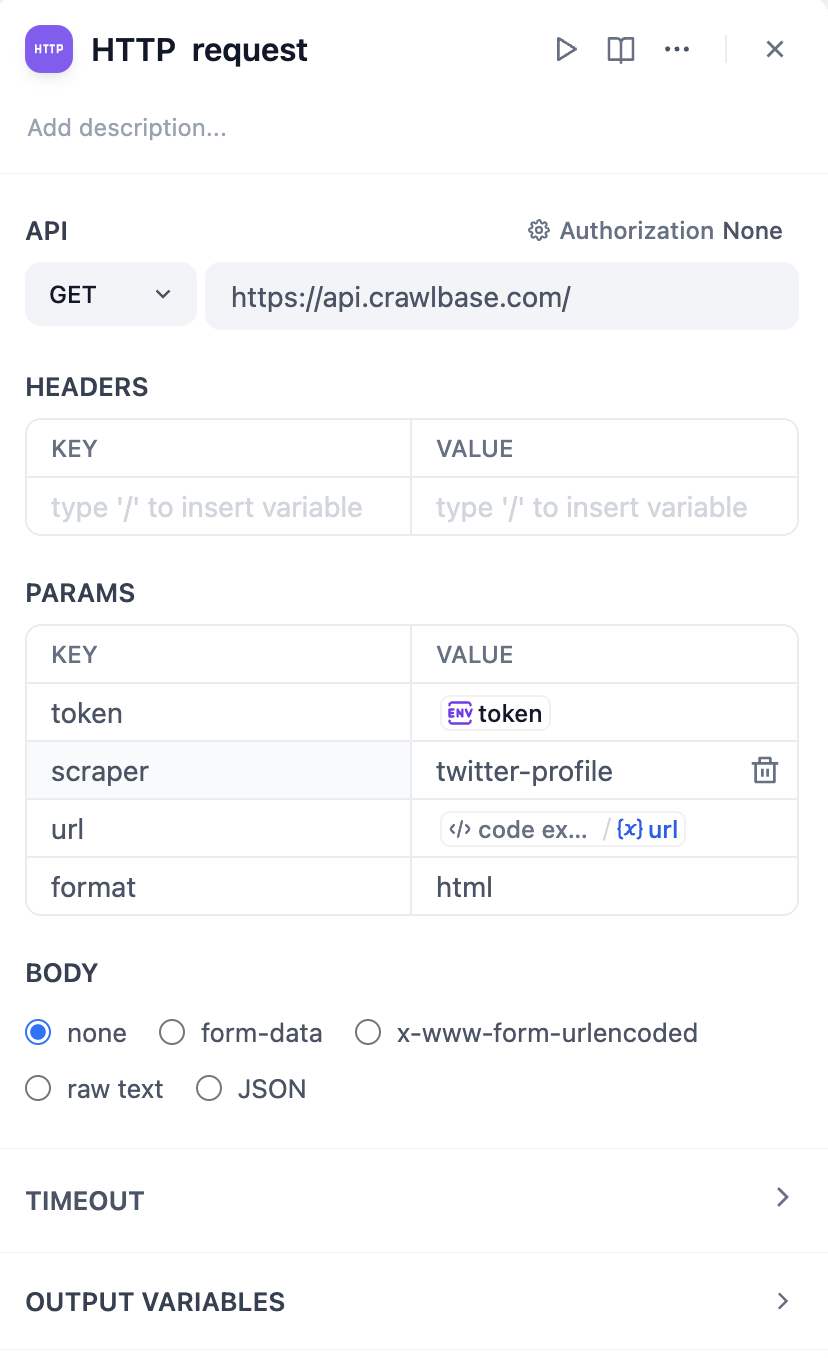 HTTP HTTP request
Add description...
API Authorization None
GET https://api.crawlbase.com/
HEADERS
KEY VALUE
type '/' to insert variable type '/' to insert variable
PARAMS
KEY VALUE
token ENV token
scraper twitter-profile
url </> code ex... / {x} url
format html
BODY
none form-data x-www-form-urlencoded
raw text JSON
TIMEOUT
OUTPUT VARIABLES